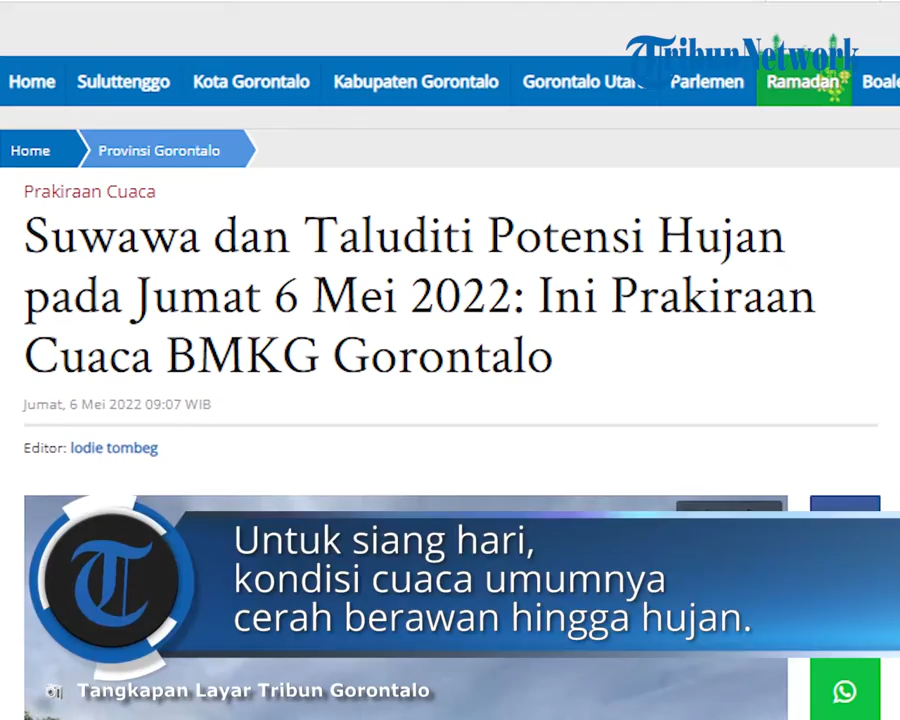 Tribun Network
Home Suluttenggo Kota Gorontalo Kabupaten Gorontalo Gorontalo Parlemen Ramadan
Home Provinsi Gorontalo
Prakiraan Cuaca
Suwawa dan Taluditi Potensi Hujan
pada Jumat 6 Mei 2022: Ini Prakiraan
Cuaca BMKG Gorontalo
Jumat, 6 Mei 2022 09:07 WIB
Editor: lodie tombeg
Untuk siang hari,
kondisi cuaca umumnya
cerah berawan hingga hujan.
Tangkapan Layar Tribun Gorontalo